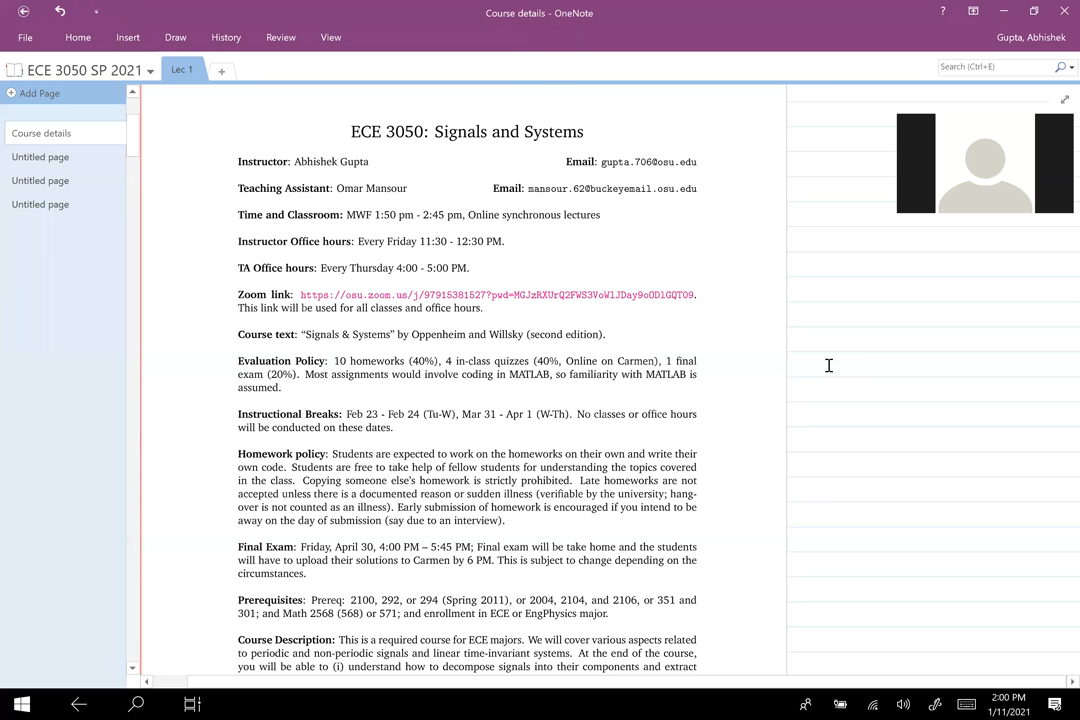 Course details - OneNote
?
File Home Insert Draw History Review View
Gupta, Abhishek
ECE 3050 SP 2021
Lec 1
+
Search (Ctrl+E)
Add Page
Course details
Untitled page
Untitled page
Untitled page
ECE 3050: Signals and Systems
Instructor: Abhishek Gupta Email: gupta.706@osu.edu
Teaching Assistant: Omar Mansour Email: mansour.62@buckeyemail.osu.edu
Time and Classroom: MWF 1:50 pm - 2:45 pm, Online synchronous lectures
Instructor Office hours: Every Friday 11:30 - 12:30 PM.
TA Office hours: Every Thursday 4:00 - 5:00 PM.
Zoom link: https://osu.zoom.us/j/97915381527?pwd=MGJzRXUrQ2FWS3VoWlJDay9oODlGQT09.
This link will be used for all classes and office hours.
Course text: “Signals & Systems” by Oppenheim and Willsky (second edition).
Evaluation Policy: 10 homeworks (40%), 4 in-class quizzes (40%, Online on Carmen), 1 final
exam (20%). Most assignments would involve coding in MATLAB, so familiarity with MATLAB is
assumed.
Instructional Breaks: Feb 23 - Feb 24 (Tu-W), Mar 31 - Apr 1 (W-Th). No classes or office hours
will be conducted on these dates.
Homework policy: Students are expected to work on the homeworks on their own and write their
own code. Students are free to take help of fellow students for understanding the topics covered
in the class. Copying someone else’s homework is strictly prohibited. Late homeworks are not
accepted unless there is a documented reason or sudden illness (verifiable by the university; hang-
over is not counted as an illness). Early submission of homework is encouraged if you intend to be
away on the day of submission (say due to an interview).
Final Exam: Friday, April 30, 4:00 PM – 5:45 PM; Final exam will be take home and the students
will have to upload their solutions to Carmen by 6 PM. This is subject to change depending on the
circumstances.
Prerequisites: Prereq: 2100, 292, or 294 (Spring 2011), or 2004, 2104, and 2106, or 351 and
301; and Math 2568 (568) or 571; and enrollment in ECE or EngPhysics major.
Course Description: This is a required course for ECE majors. We will cover various aspects related
to periodic and non-periodic signals and linear time-invariant systems. At the end of the course,
you will be able to (i) understand how to decompose signals into their components and extract
2:00 PM
1/11/2021